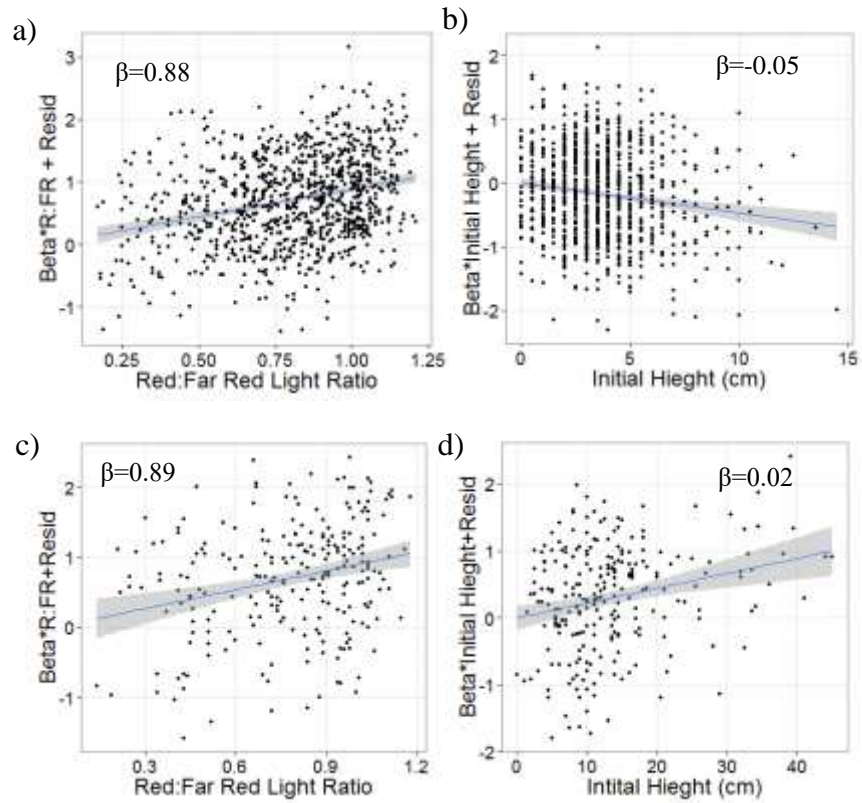 a)
β=0.88
Beta*R:FR + Resid
3
2
1
0
-1
0.25 0.50 0.75 1.00 1.25
Red:Far Red Light Ratio
b)
β=-0.05
Beta*Initial Height + Resid
2
1
0
-1
-2
0 5 10 15
Initial Hieght (cm)
c)
β=0.89
Beta*R:FR+Resid
2
1
0
-1
0.3 0.6 0.9 1.2
Red:Far Red Light Ratio
d)
β=0.02
Beta*Initial Hieght+Resid
2
1
0
-1
-2
0 10 20 30 40
Intital Hieght (cm)